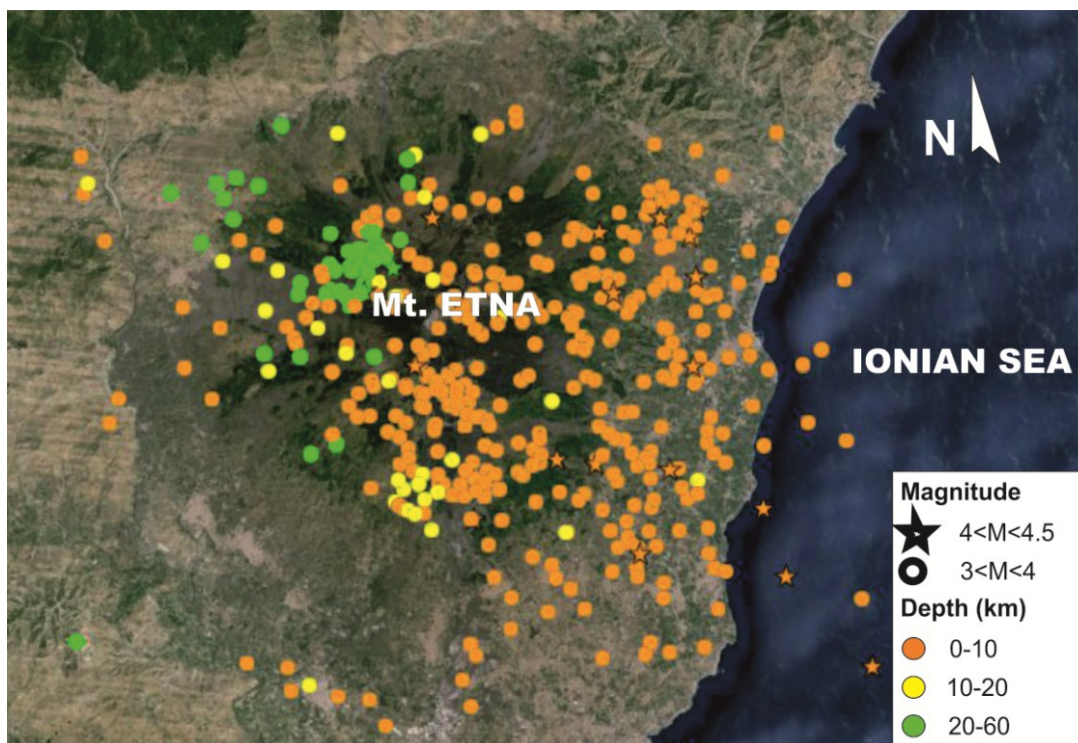 N
Mt. ETNA
IONIAN SEA
Magnitude
4<M<4.5
3<M<4
Depth (km)
0-10
10-20
20-60